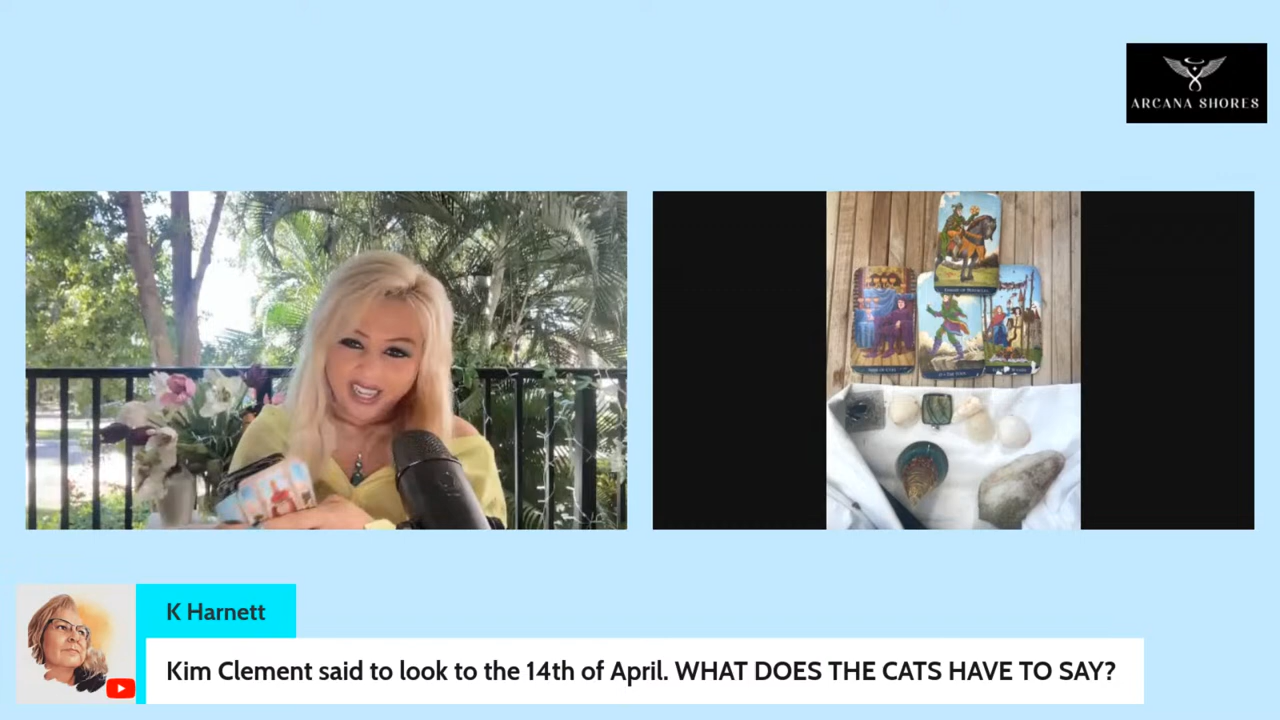 ARCANA SHORES
K Harnett
Kim Clement said to look to the 14th of April. WHAT DOES THE CATS HAVE TO SAY?